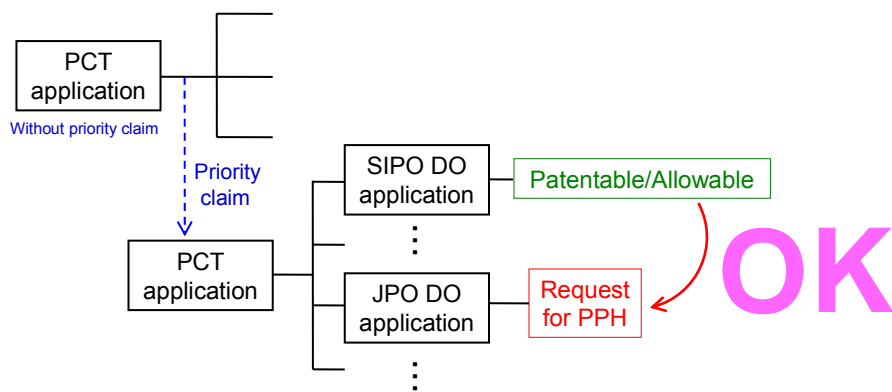 PCT
application
Without priority claim
Priority
claim
PCT
application
SIPO DO
application
Patentable/Allowable
⋮
JPO DO
application
Request
for PPH
⋮
OK